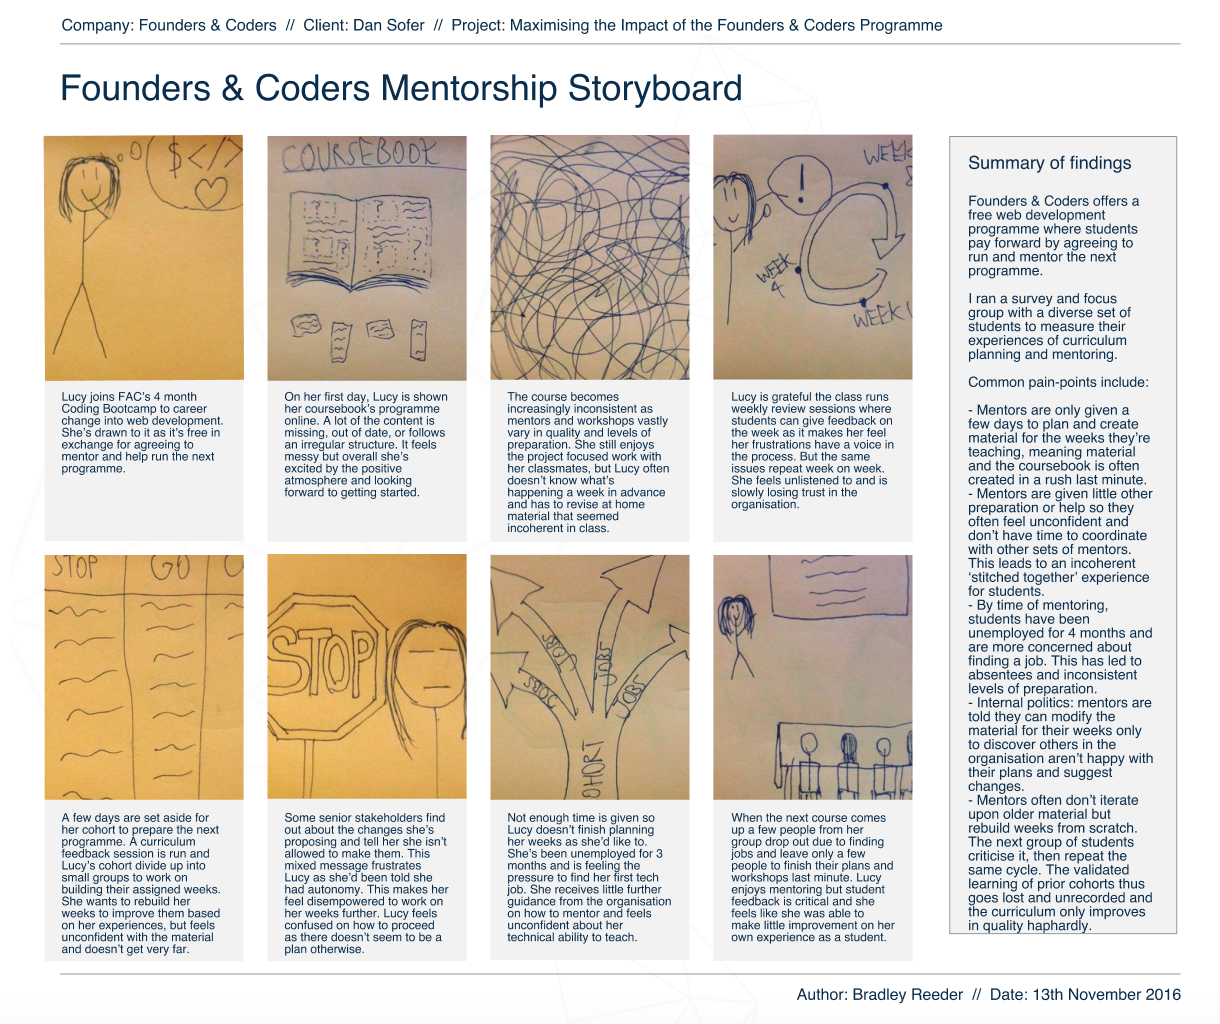 Company: Founders & Coders // Client: Dan Sofer // Project: Maximising the Impact of the Founders & Coders Programme
Founders & Coders Mentorship Storyboard
$ </>
Lucy joins FAC's 4 month
Coding Bootcamp to career
change into web development.
She's drawn to it as it's free in
exchange for agreeing to
mentor and help run the next
programme.
COURSEBOOK
? ?
? ? ?
On her first day, Lucy is shown
her coursebook's programme
online. A lot of the content is
missing, out of date, or follows
an irregular structure. It feels
messy but overall she's
excited by the positive
atmosphere and looking
forward to getting started.
The course becomes
increasingly inconsistent as
mentors and workshops vastly
vary in quality and levels of
preparation. She still enjoys
the project focused work with
her classmates, but Lucy often
doesn't know what's
happening a week in advance
and has to revise at home
material that seemed
incoherent in class.
!
WEEK
WEEK
4
WEEK
Lucy is grateful the class runs
weekly review sessions where
students can give feedback on
the week as it makes her feel
her frustrations have a voice in
the process. But the same
issues repeat week on week.
She feels unlistened to and is
slowly losing trust in the
organisation.
STOP GO
A few days are set aside for
her cohort to prepare the next
programme. A curriculum
feedback session is run and
Lucy's cohort divide up into
small groups to work on
building their assigned weeks.
She wants to rebuild her
weeks to improve them based
on her experiences, but feels
unconfident with the material
and doesn't get very far.
STOP
Some senior stakeholders find
out about the changes she's
proposing and tell her she isn't
allowed to make them. This
mixed message frustrates
Lucy as she'd been told she
had autonomy. This makes her
feel disempowered to work on
her weeks further. Lucy feels
confused on how to proceed
as there doesn't seem to be a
plan otherwise.
JOBS
JOBS
JOBS
JOBS
OHORT
Not enough time is given so
Lucy doesn't finish planning
her weeks as she'd like to.
She's been unemployed for 3
months and is feeling the
pressure to find her first tech
job. She receives little further
guidance from the organisation
on how to mentor and feels
unconfident about her
technical ability to teach.
When the next course comes
up a few people from her
group drop out due to finding
jobs and leave only a few
people to finish their plans and
workshops last minute. Lucy
enjoys mentoring but student
feedback is critical and she
feels like she was able to
make little improvement on her
own experience as a student.
Summary of findings
Founders & Coders offers a
free web development
programme where students
pay forward by agreeing to
run and mentor the next
programme.
I ran a survey and focus
group with a diverse set of
students to measure their
experiences of curriculum
planning and mentoring.
Common pain-points include:
- Mentors are only given a
few days to plan and create
material for the weeks they're
teaching, meaning material
and the coursebook is often
created in a rush last minute.
- Mentors are given little other
preparation or help so they
often feel unconfident and
don't have time to coordinate
with other sets of mentors.
This leads to an incoherent
'stitched together' experience
for students.
- By time of mentoring,
students have been
unemployed for 4 months and
are more concerned about
finding a job. This has led to
absentees and inconsistent
levels of preparation.
- Internal politics: mentors are
told they can modify the
material for their weeks only
to discover others in the
organisation aren't happy with
their plans and suggest
changes.
- Mentors often don't iterate
upon older material but
rebuild weeks from scratch.
The next group of students
criticise it, then repeat the
same cycle. The validated
learning of prior cohorts thus
goes lost and unrecorded and
the curriculum only improves
in quality haphardly.
Author: Bradley Reeder // Date: 13th November 2016